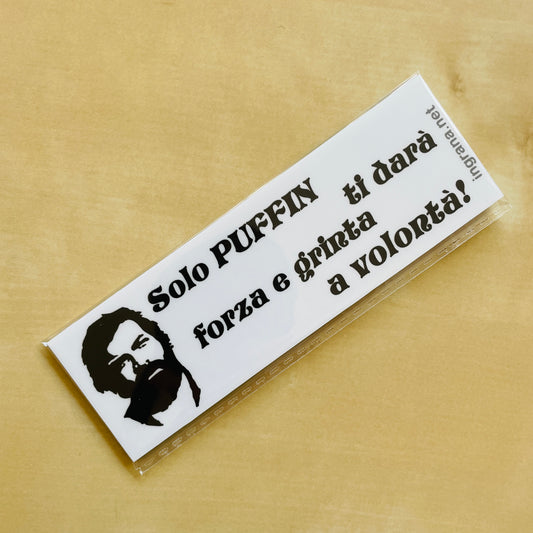 Solo PUFFIN ti darà
forza e grinta
a volontà!
ingrana.net